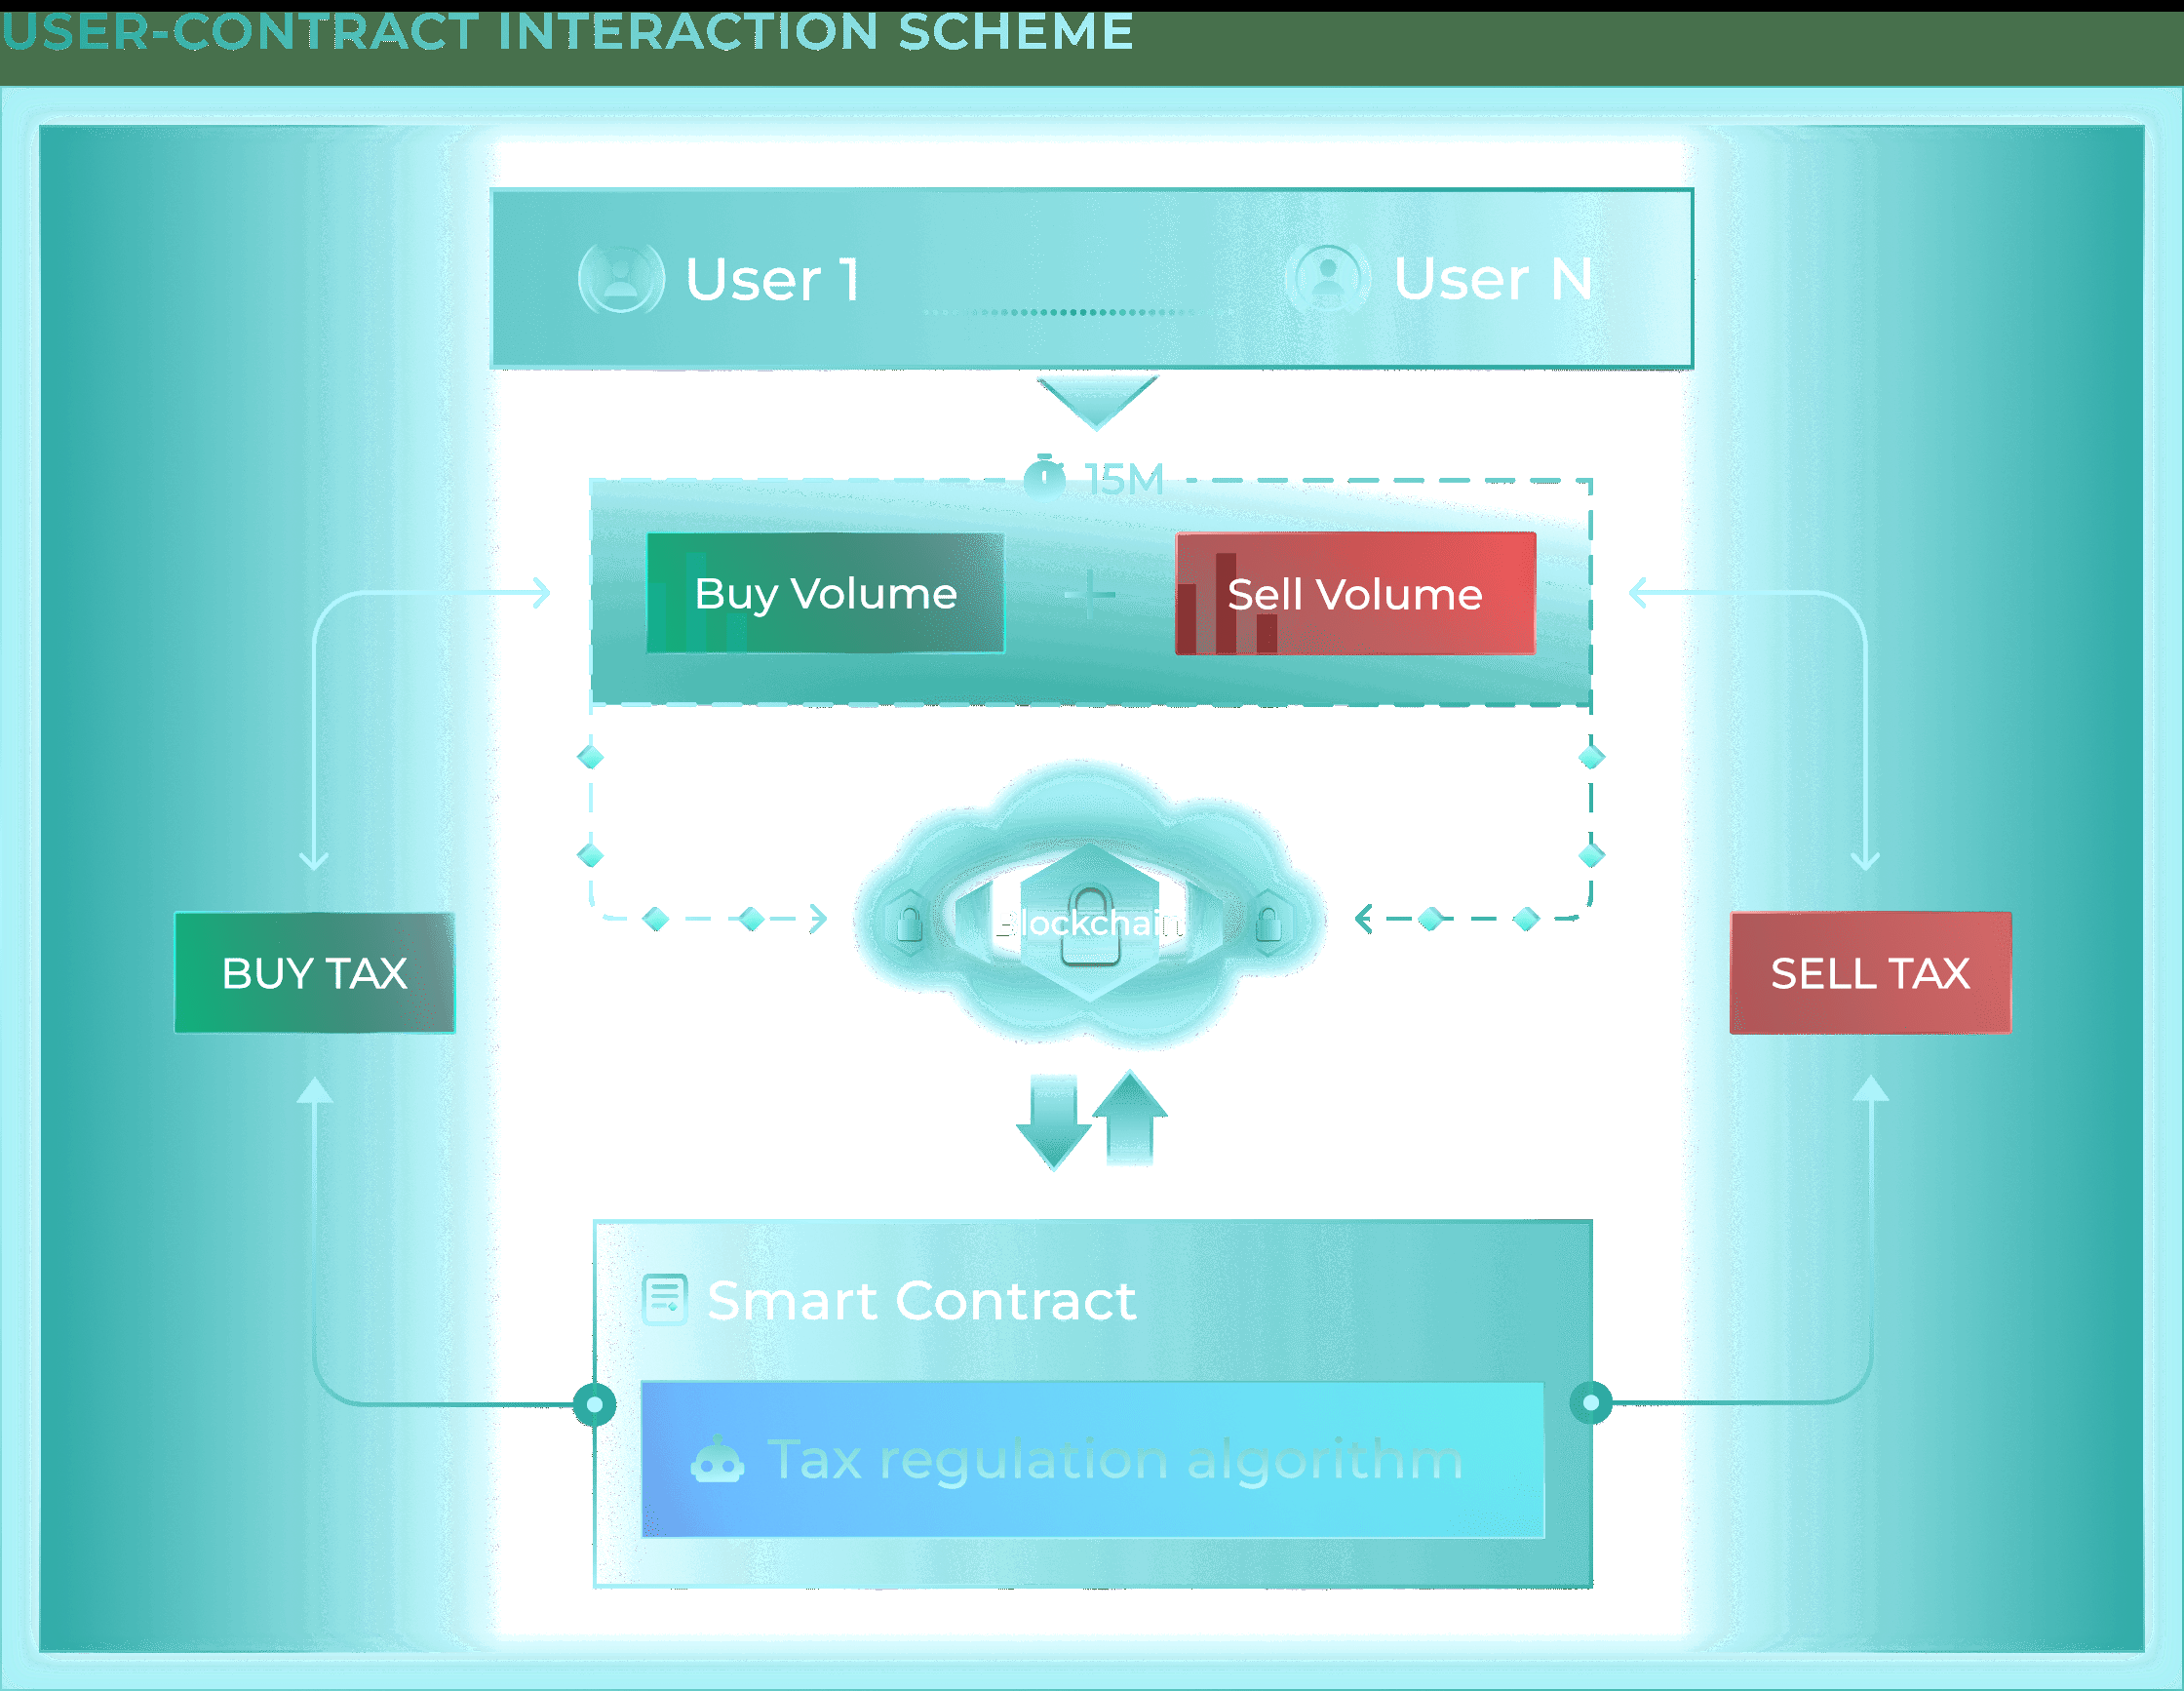 USER-CONTRACT INTERACTION SCHEME
User 1
User N
15M
Buy Volume
+
Sell Volume
Blockchain
BUY TAX
SELL TAX
Smart Contract
Tax regulation algorithm